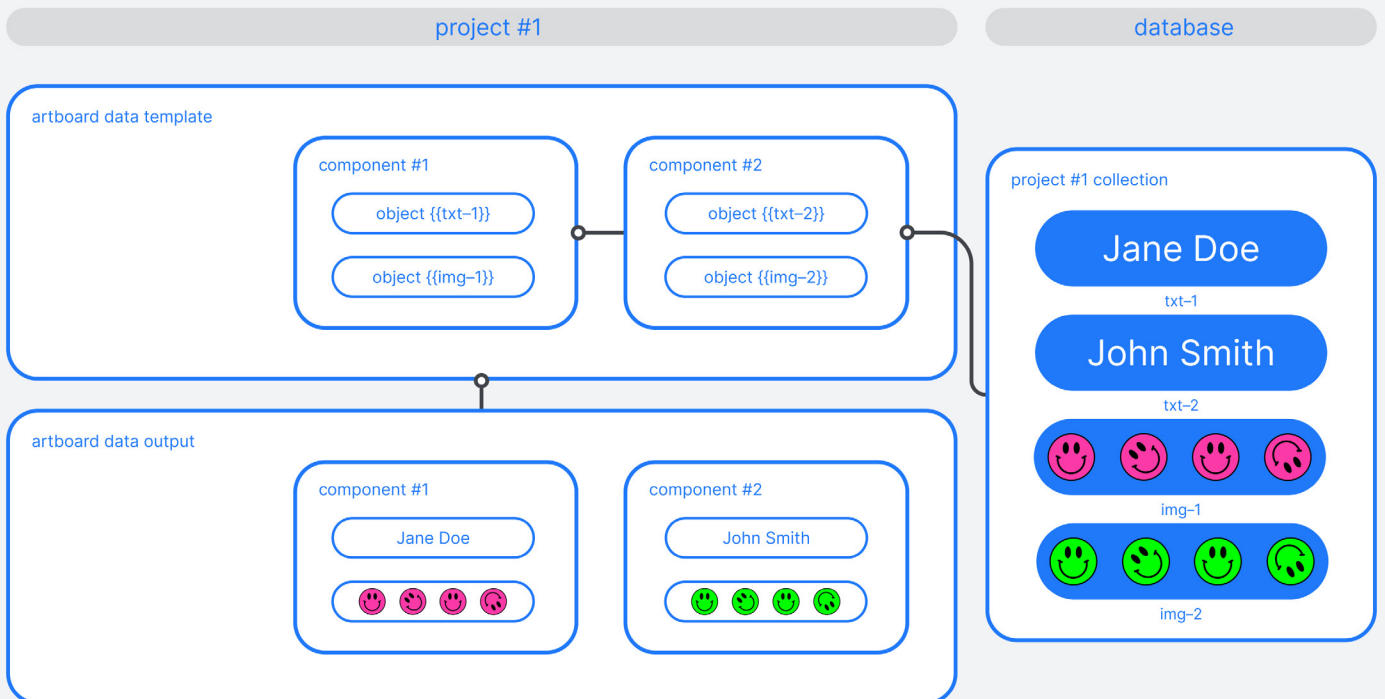 project #1
database
artboard data template
component #1
object {{txt–1}}
object {{img–1}}
component #2
object {{txt–2}}
object {{img–2}}
project #1 collection
Jane Doe
txt–1
John Smith
txt–2
img–1
img–2
artboard data output
component #1
Jane Doe
component #2
John Smith